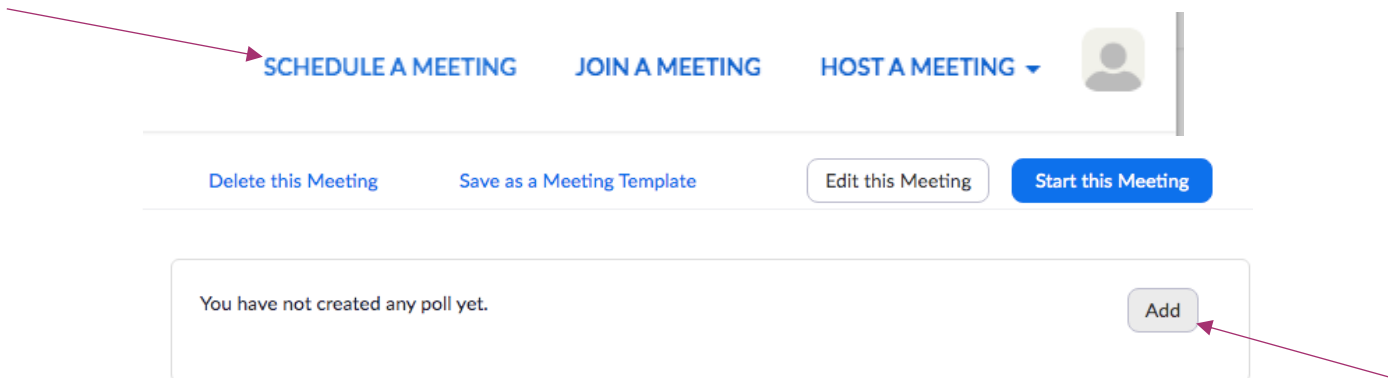 SCHEDULE A MEETING JOIN A MEETING HOST A MEETING
Delete this Meeting Save as a Meeting Template Edit this Meeting Start this Meeting
You have not created any poll yet. Add